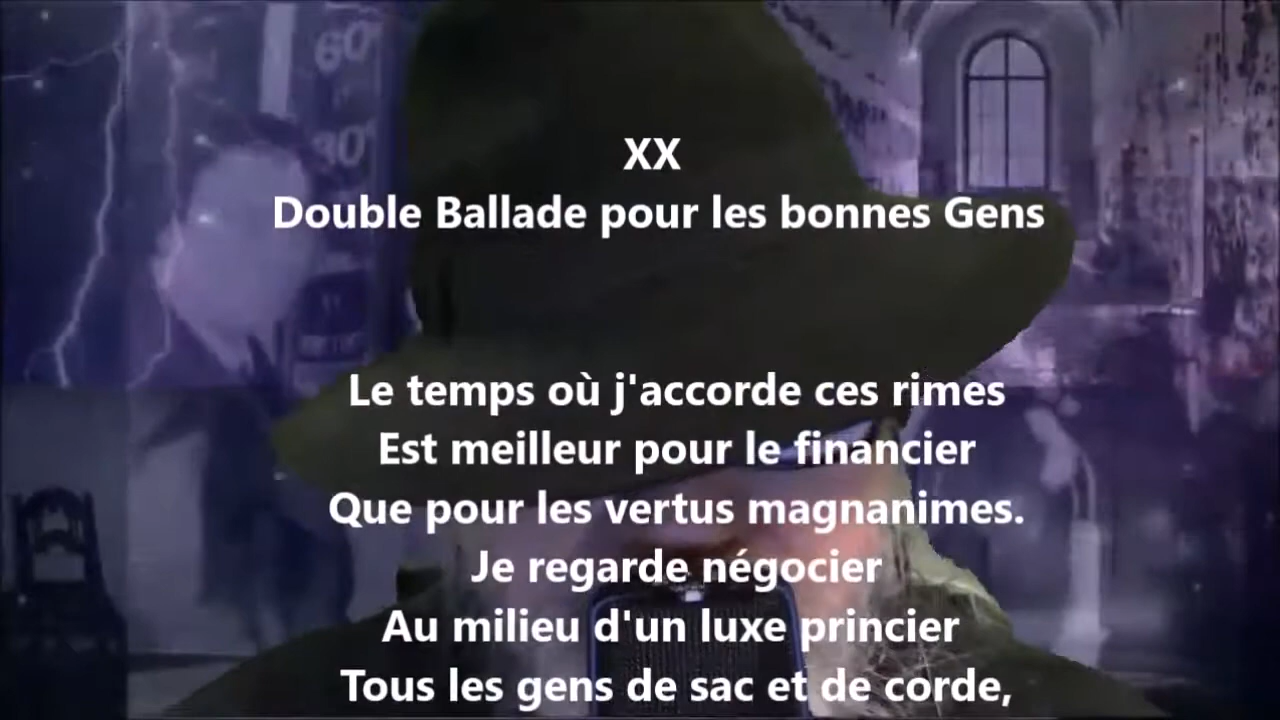 60°
30°
XX
Double Ballade pour les bonnes Gens
Le temps où j'accorde ces rimes
Est meilleur pour le financier
Que pour les vertus magnanimes.
Je regarde négocier
Au milieu d'un luxe princier
Tous les gens de sac et de corde,